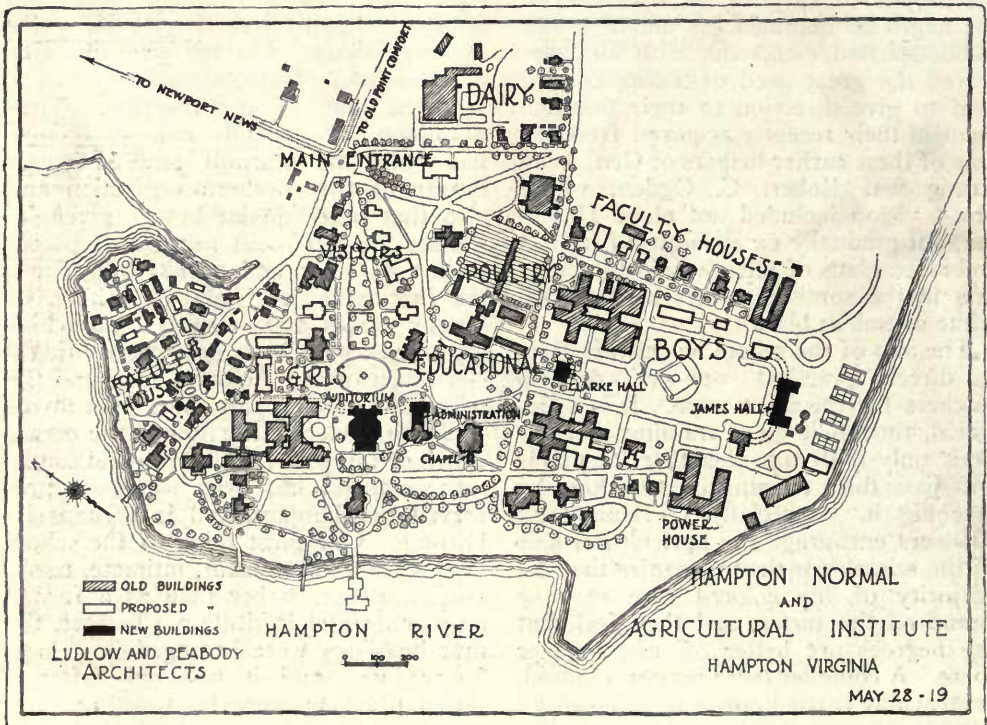 TO NEWPORT NEWS
TO OLD POINT COMFORT
DAIRY
MAIN ENTRANCE
VISITORS
POULTRY
FACULTY HOUSES
BOYS
EDUCATIONAL
FACULTY
HOUSES
GIRLS
AUDITORIUM
CLARKE HALL
ADMINISTRATION
JAMES HALL
CHAPEL
POWER
HOUSE
OLD BUILDINGS
PROPOSED "
NEW BUILDINGS
LUDLOW AND PEABODY
ARCHITECTS
HAMPTON RIVER
HAMPTON NORMAL
AND
AGRICULTURAL INSTITUTE
HAMPTON VIRGINIA
MAY 28-19